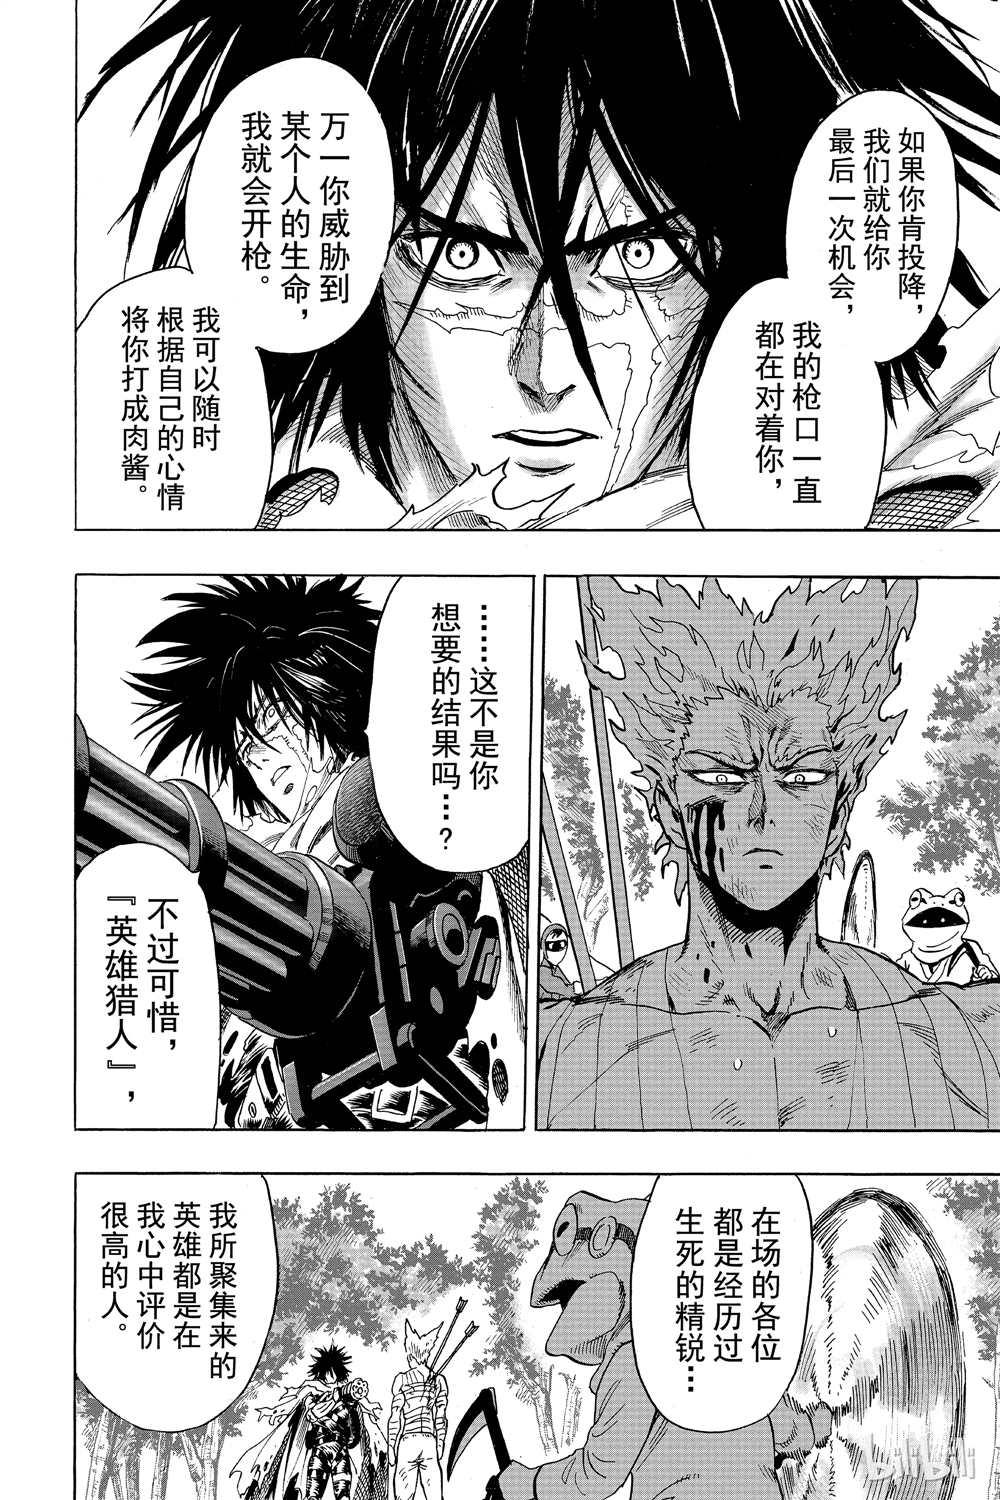 如果你肯投降，
我们就给你
最后一次机会，
我的枪口一直
都在对着你，
万一你威胁到
某个人的生命，
我就会开枪。
我可以随时
根据自己的心情
将你打成肉酱。
……这不是你
想要的结果吗…?
不过可惜，
『英雄猎人』，
在场的各位
都是经历过
生死的精锐…
我所聚集来的
英雄都是在
我心中评价
很高的人。
bilibili